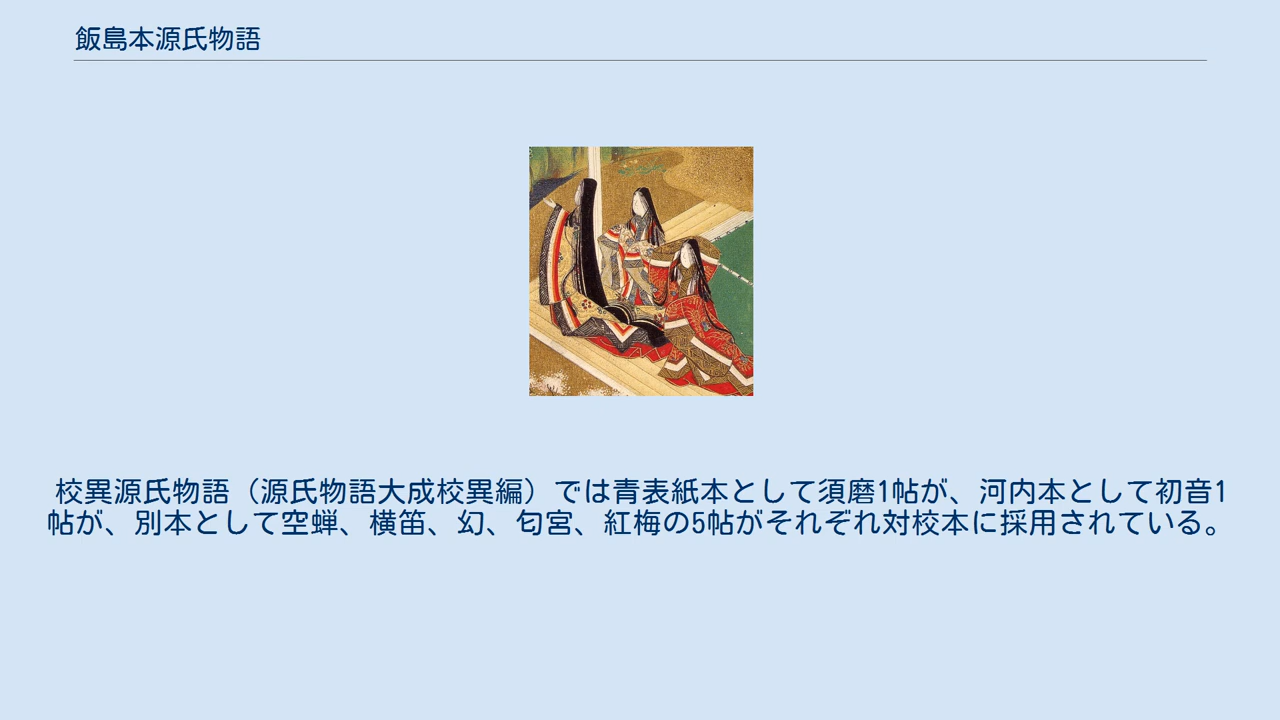 飯島本源氏物語
校異源氏物語（源氏物語大成校異編）では青表紙本として須磨1帖が、河内本として初音1
帖が、別本として空蝉、横笛、幻、匂宮、紅梅の5帖がそれぞれ対校本に採用されている。